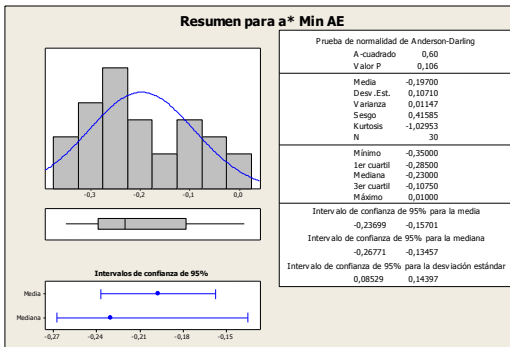 Resumen para a* Min AE
-0,3 -0,2 -0,1 0,0
Intervalos de confianza de 95%
Media
Mediana
-0,27 -0,24 -0,21 -0,18 -0,15
Prueba de normalidad de Anderson-Darling
A-cuadrado 0,60
Valor P 0,106
Media -0,19700
Desv.Est. 0,10710
Varianza 0,01147
Sesgo 0,41585
Kurtosis -1,02953
N 30
Mínimo -0,35000
1er cuartil -0,28500
Mediana -0,23000
3er cuartil -0,10750
Máximo 0,01000
Intervalo de confianza de 95% para la media
-0,23699 -0,15701
Intervalo de confianza de 95% para la mediana
-0,26771 -0,13457
Intervalo de confianza de 95% para la desviación estándar
0,08529 0,14397